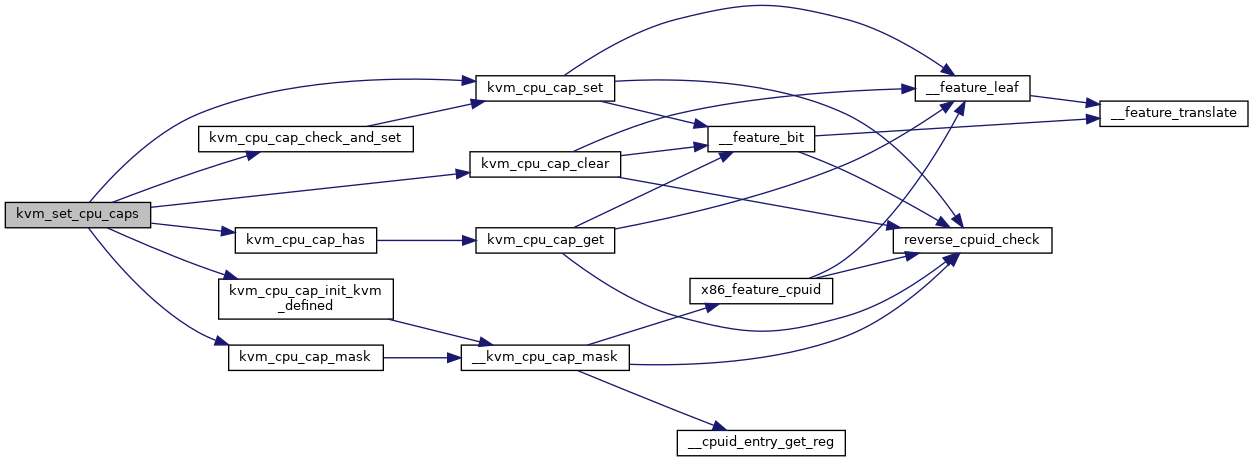 kvm_set_cpu_caps
kvm_cpu_cap_check_and_set
kvm_cpu_cap_has
kvm_cpu_cap_init_kvm
_defined
kvm_cpu_cap_mask
kvm_cpu_cap_set
kvm_cpu_cap_clear
kvm_cpu_cap_get
__kvm_cpu_cap_mask
__feature_bit
x86_feature_cpuid
__cpuid_entry_get_reg
__feature_leaf
reverse_cpuid_check
__feature_translate